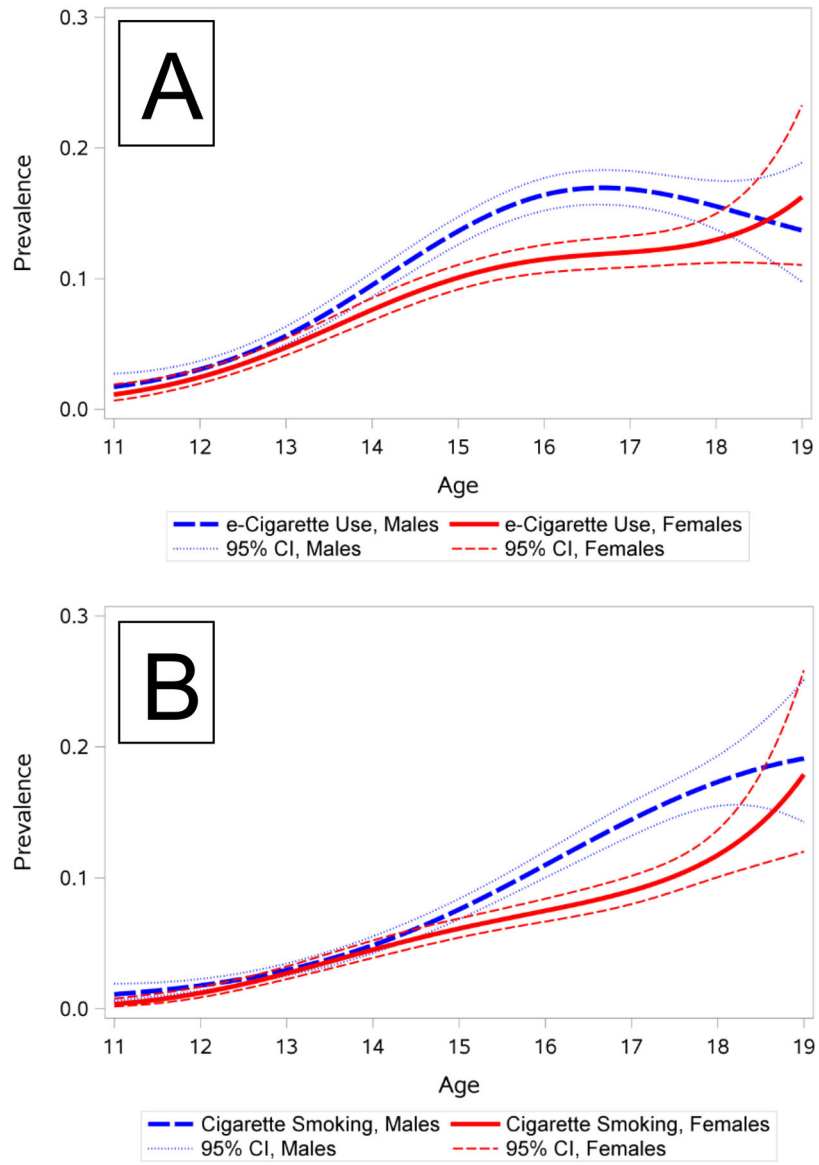 A
0.3
0.2
0.1
0.0
Prevalence
11 12 13 14 15 16 17 18 19
Age
e-Cigarette Use, Males e-Cigarette Use, Females
95% CI, Males 95% CI, Females
B
0.3
0.2
0.1
0.0
Prevalence
11 12 13 14 15 16 17 18 19
Age
Cigarette Smoking, Males Cigarette Smoking, Females
95% CI, Males 95% CI, Females